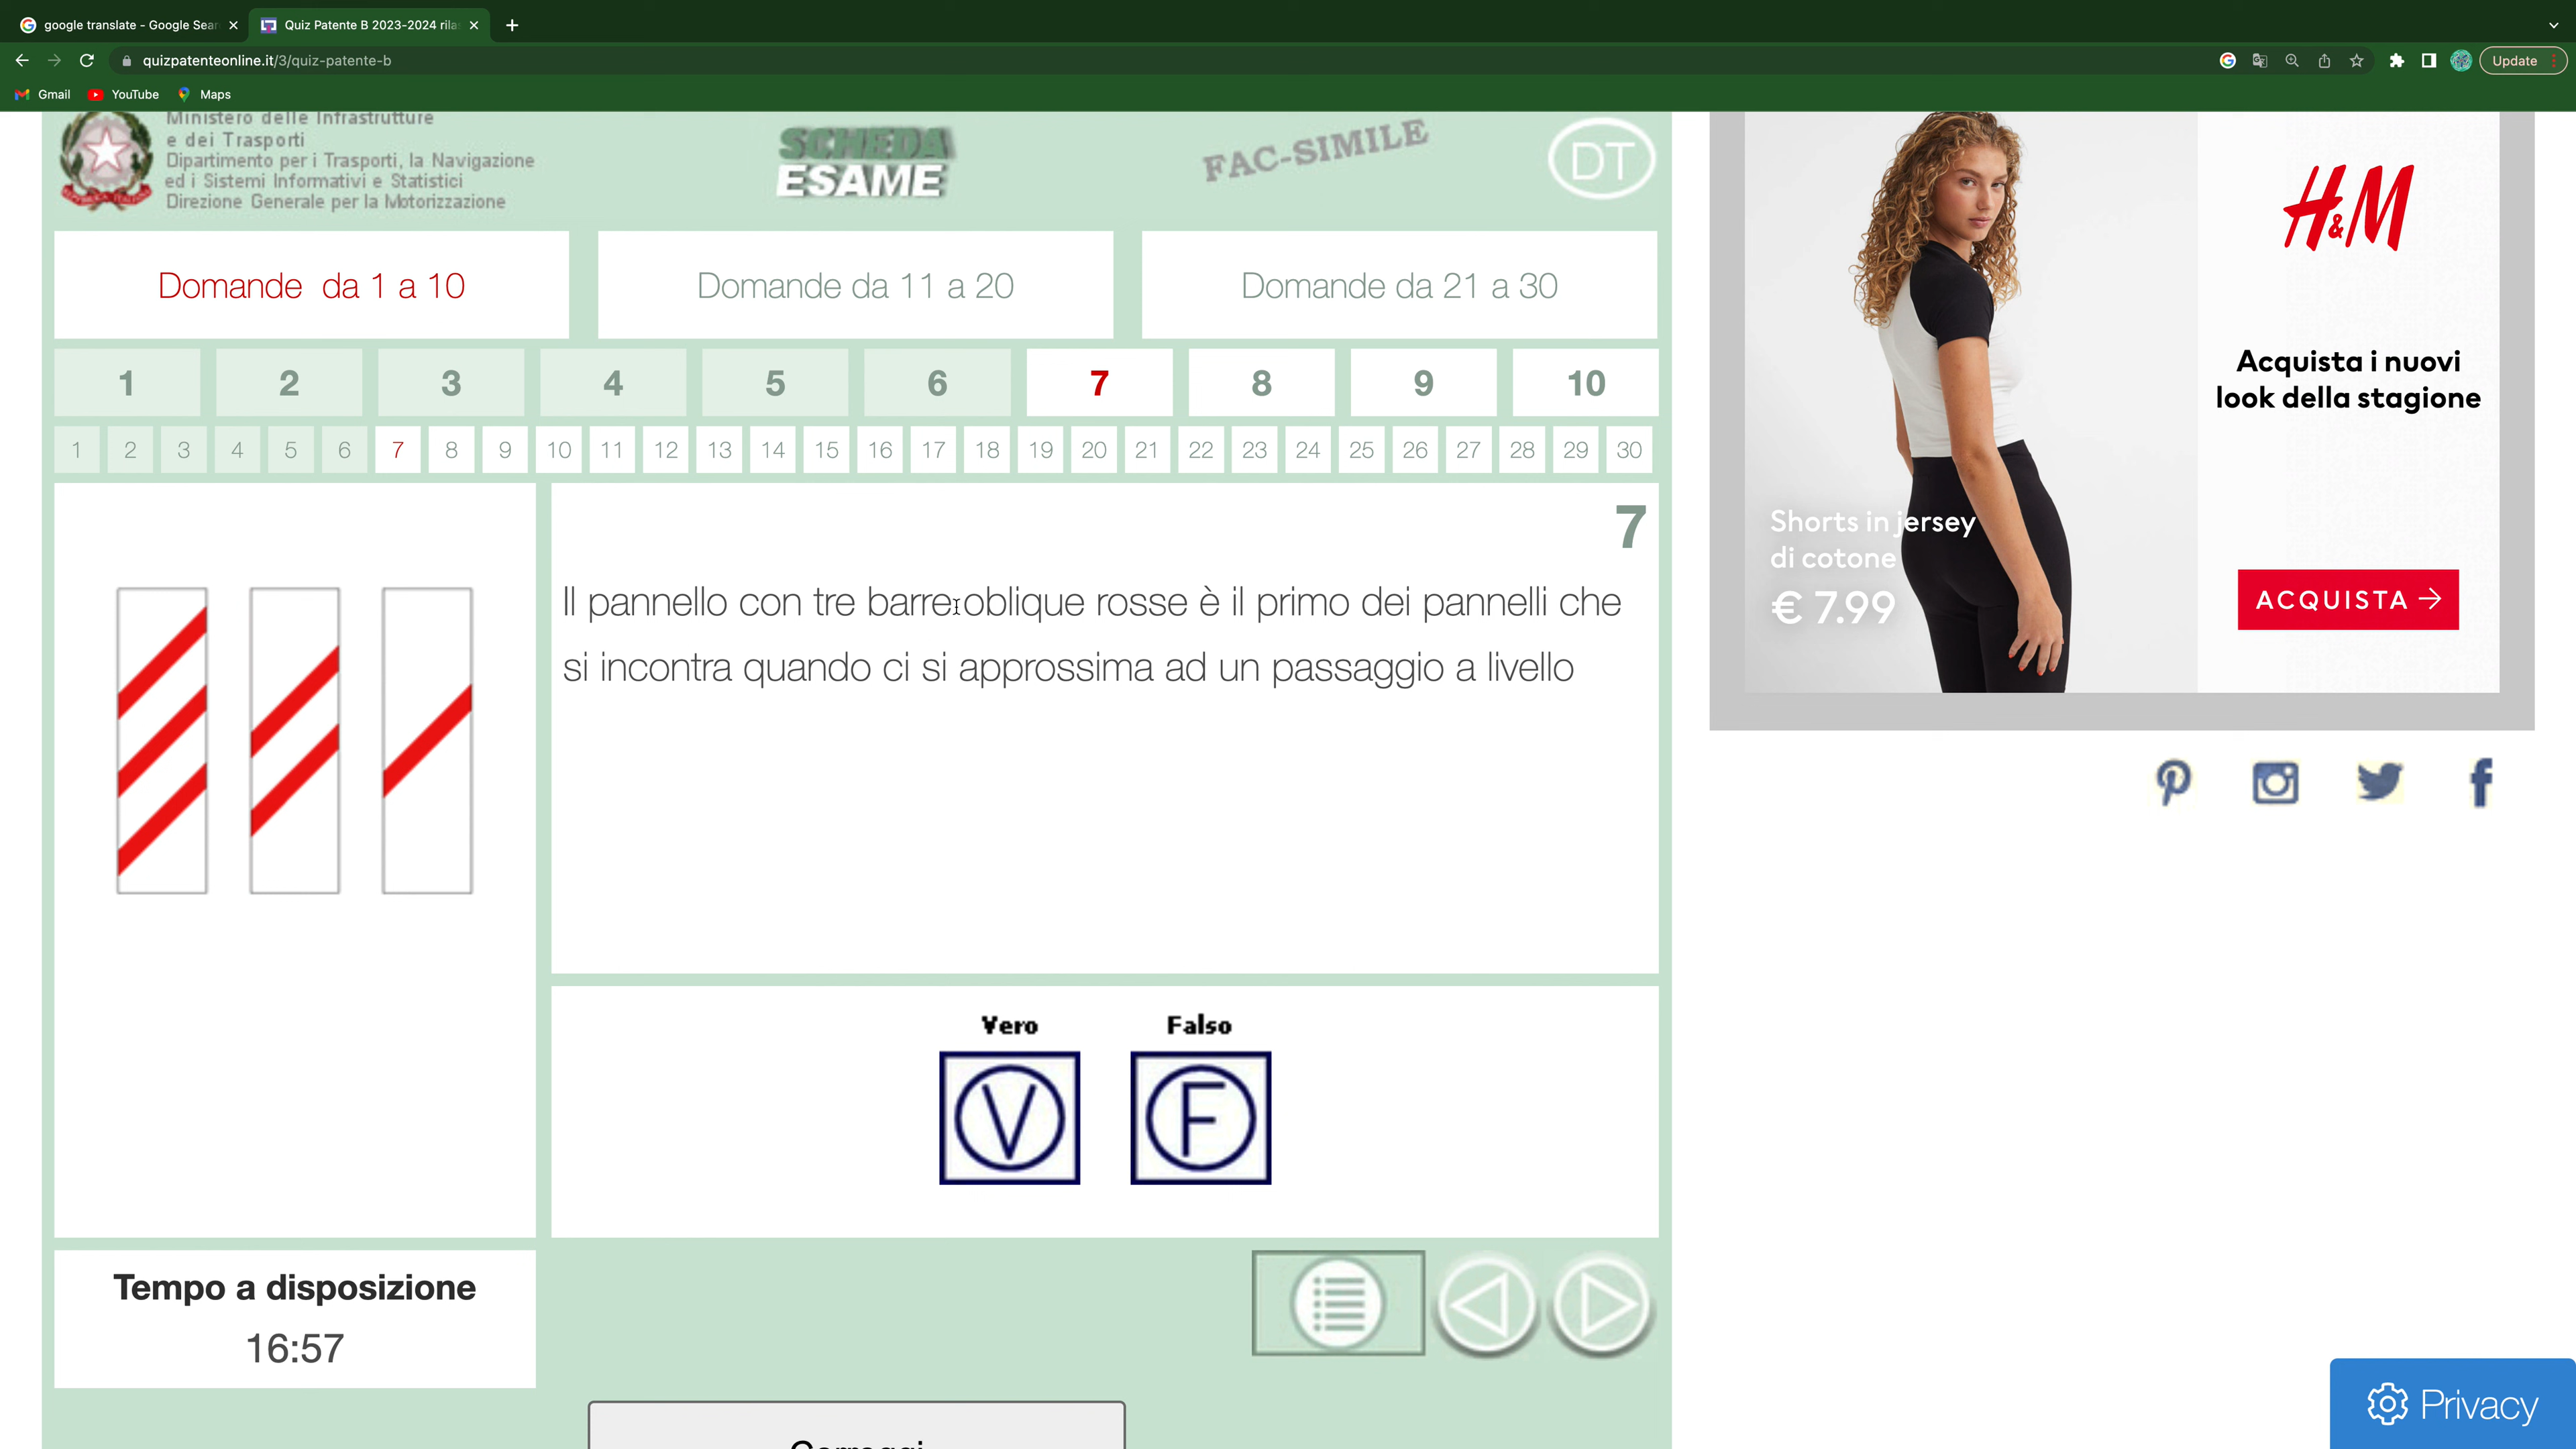 google translate - Google Sear
Quiz Patente B 2023-2024 rila
quizpatenteonline.it/3/quiz-patente-b
Update
Gmail
YouTube
Maps
Ministero delle Infrastrutture
e dei Trasporti
Dipartimento per i Trasporti, la Navigazione
ed i Sistemi Informativi e Statistici
Direzione Generale per la Motorizzazione
SCHEDA
ESAME
FAC-SIMILE
DT
Domande da 1 a 10
Domande da 11 a 20
Domande da 21 a 30
1 2 3 4 5 6 7 8 9 10
1 2 3 4 5 6 7 8 9 10 11 12 13 14 15 16 17 18 19 20 21 22 23 24 25 26 27 28 29 30
7
Il pannello con tre barre oblique rosse è il primo dei pannelli che
si incontra quando ci si approssima ad un passaggio a livello
Vero
Falso
V
F
Tempo a disposizione
16:57
H&M
Acquista i nuovi
look della stagione
Shorts in jersey
di cotone
€ 7.99
ACQUISTA
Privacy